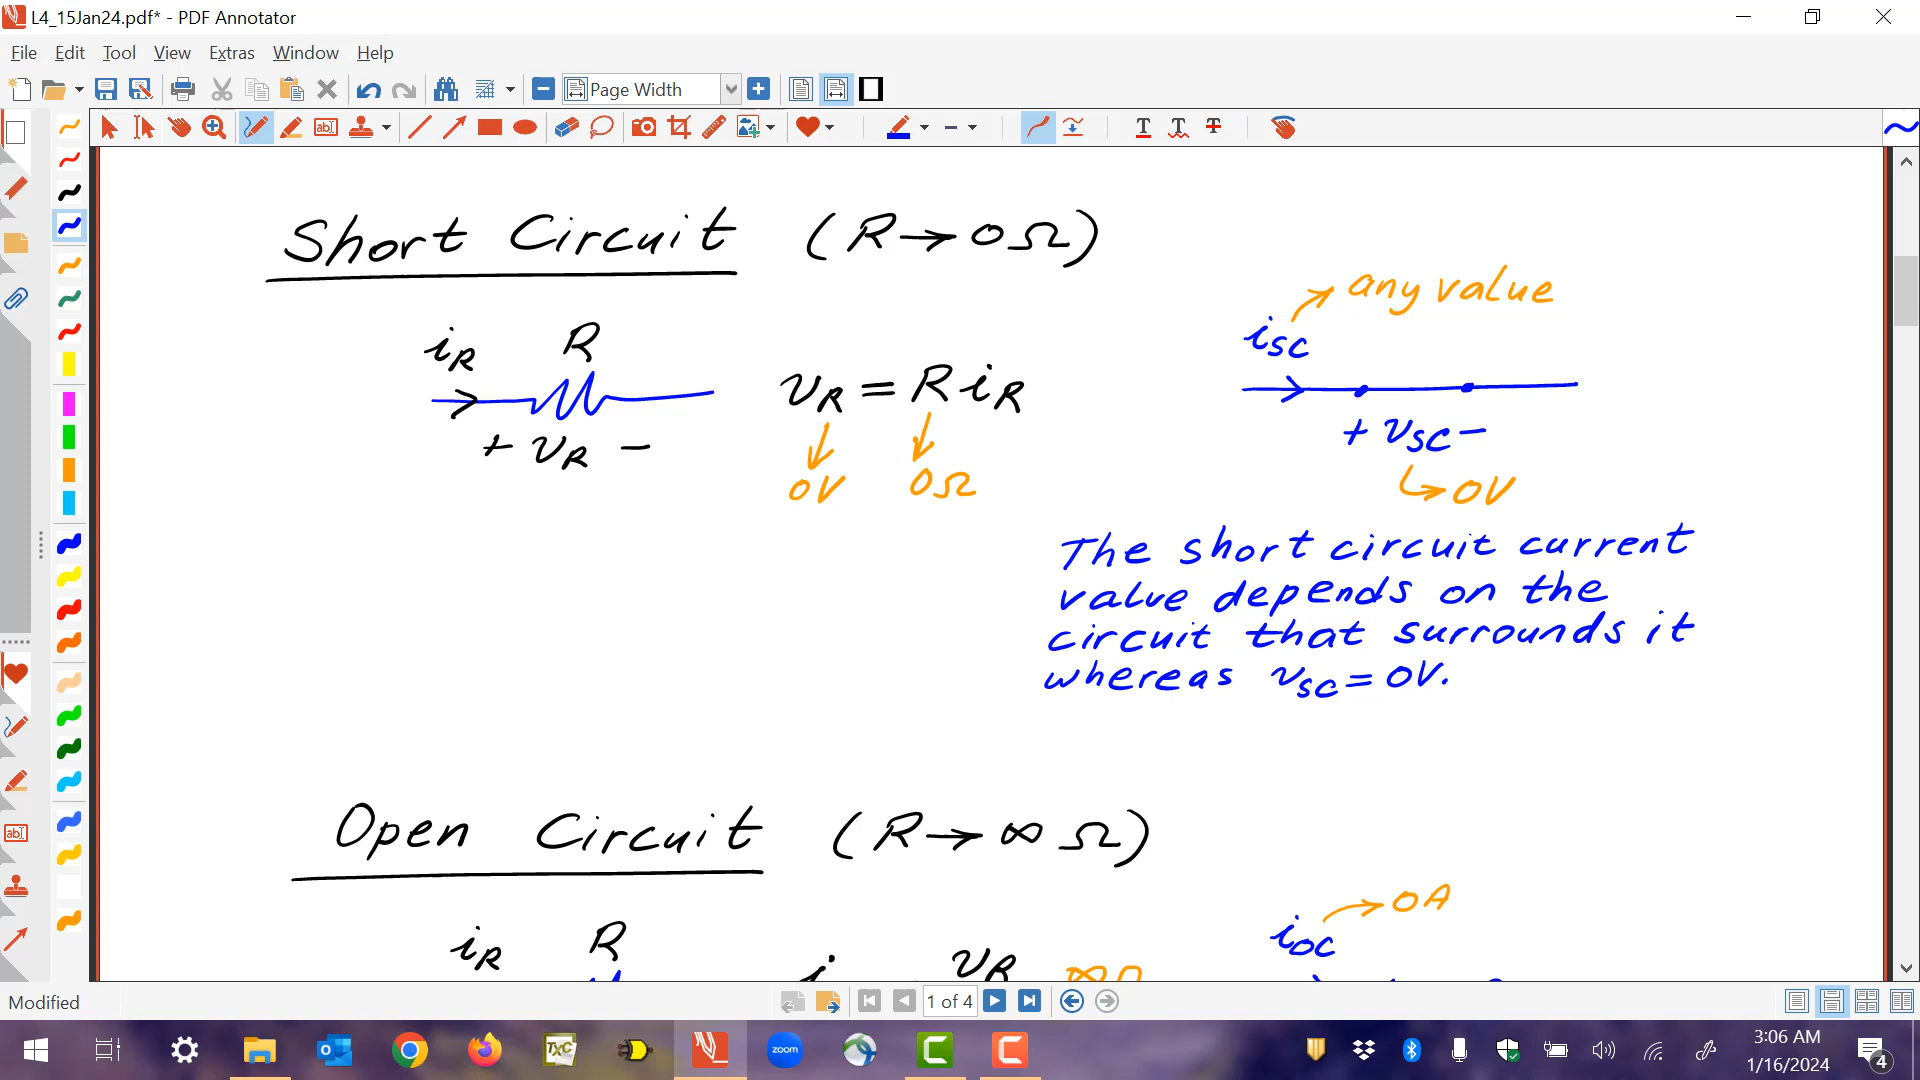 L4_15Jan24.pdf* - PDF Annotator
File Edit Tool View Extras Window Help
Page Width
Short Circuit (R→0Ω)
any value
iSC
iR R
vR = R iR
+ vR −
+ vSC −
0V 0Ω
0V
The short circuit current
value depends on the
circuit that surrounds it
whereas vSC = 0V.
Open Circuit (R→∞Ω)
0A
iOC
iR R
vR
Modified
1 of 4
zoom
3:06 AM
1/16/2024
4